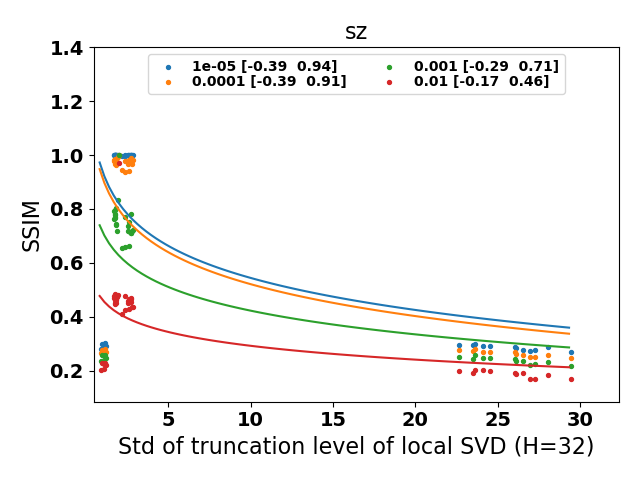 sz
1e-05 [-0.39  0.94]
0.0001 [-0.39  0.91]
0.001 [-0.29  0.71]
0.01 [-0.17  0.46]
SSIM
1.4
1.2
1.0
0.8
0.6
0.4
0.2
5 10 15 20 25 30
Std of truncation level of local SVD (H=32)